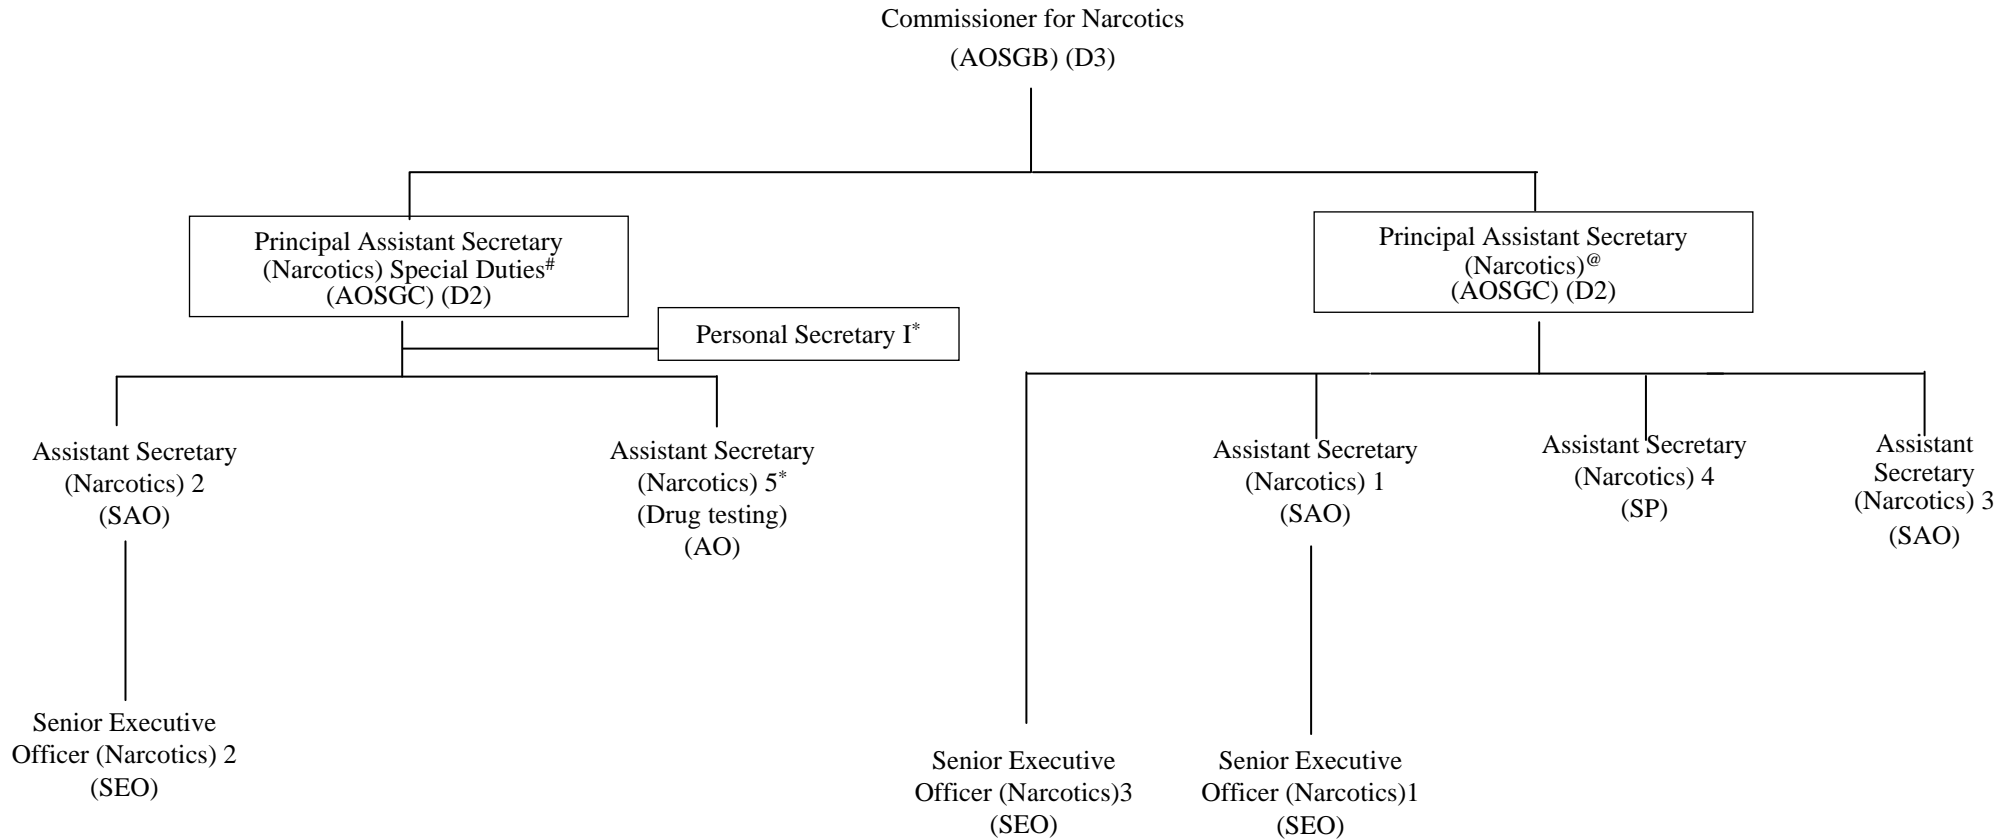 Commissioner for Narcotics
(AOSGB) (D3)
Principal Assistant Secretary
(Narcotics) Special Duties#
(AOSGC) (D2)
Principal Assistant Secretary
(Narcotics)@
(AOSGC) (D2)
Personal Secretary I*
Assistant Secretary
(Narcotics) 2
(SAO)
Assistant Secretary
(Narcotics) 5*
(Drug testing)
(AO)
Assistant Secretary
(Narcotics) 1
(SAO)
Assistant Secretary
(Narcotics) 4
(SP)
Assistant
Secretary
(Narcotics) 3
(SAO)
Senior Executive
Officer (Narcotics) 2
(SEO)
Senior Executive
Officer (Narcotics)3
(SEO)
Senior Executive
Officer (Narcotics)1
(SEO)